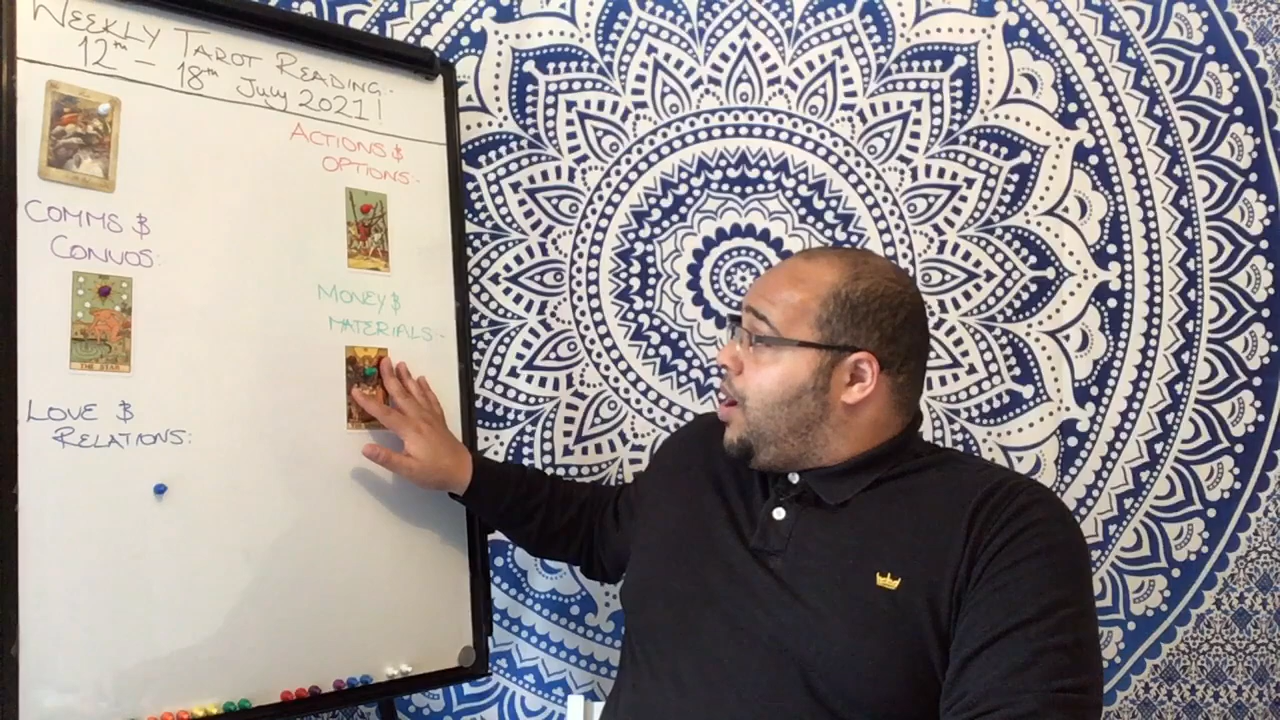 WEEKLY TAROT READING:-
12th - 18th July 2021!
ACTIONS &
OPTIONS:-
COMMS &
CONVOS:
MONEY &
MATERIALS:-
THE STAR
LOVE &
RELATIONS: